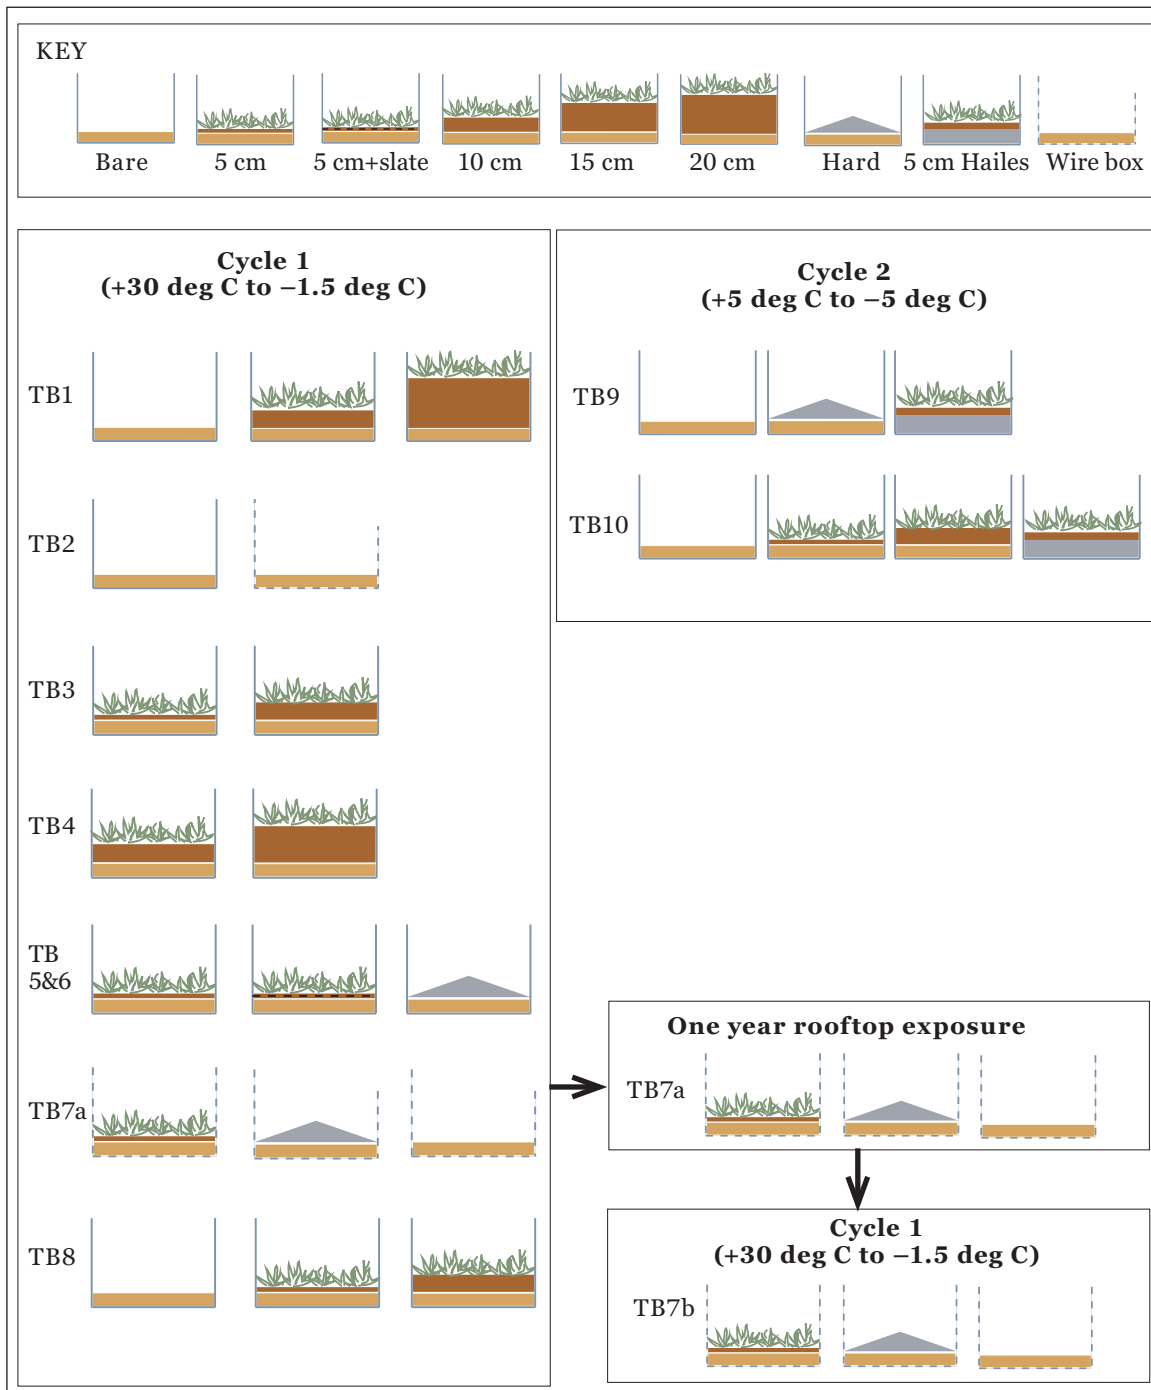 KEY
Bare 5 cm 5 cm+slate 10 cm 15 cm 20 cm Hard 5 cm Hailes Wire box
Cycle 1
(+30 deg C to −1.5 deg C)
TB1
TB2
TB3
TB4
TB
5&6
TB7a
TB8
Cycle 2
(+5 deg C to −5 deg C)
TB9
TB10
One year rooftop exposure
TB7a
Cycle 1
(+30 deg C to −1.5 deg C)
TB7b